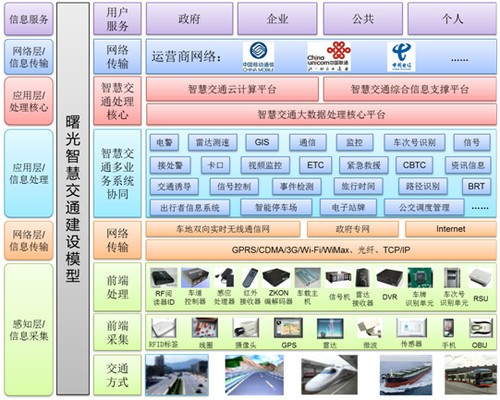 信息服务
用户
服务
政府
企业
公共
个人
网络层/
信息传输
网络
传输
运营商网络:
中国移动通信
CHINA MOBILE
China
unicom中国联通
中国电信
......
应用层/
处理核心
智慧交
通处理
核心
智慧交通云计算平台
智慧交通综合信息支撑平台
智慧交通大数据处理核心平台
曙光智慧交通建设模型
应用层/
信息处理
智慧交
通多业
务系统
协同
电警
雷达测速
GIS
通信
监控
车次号识别
信号
接处警
卡口
视频监控
ETC
紧急救援
CBTC
资讯信息
交通诱导
信号控制
事件检测
旅行时间
路径识别
BRT
出行者信息系统
智能停车场
电子站牌
公交调度管理
......
网络层/
信息传输
网络
传输
车地双向实时无线通信网
政府专网
Internet
GPRS/CDMA/3G/Wi-Fi/WiMax、光纤、TCP/IP
感知层/
信息采集
前端
处理
RF阅
读器ID
车道
控制器
感应
处理器
红外
接收器
ZKON
编解码器
车载主
机
信号机
雷达
接收器
DVR
车牌
识别单元
车次号
识别单元
RSU
前端
采集
RFID标签
线圈
摄像头
GPS
雷达
微波
传感器
手机
OBU
交通
方式